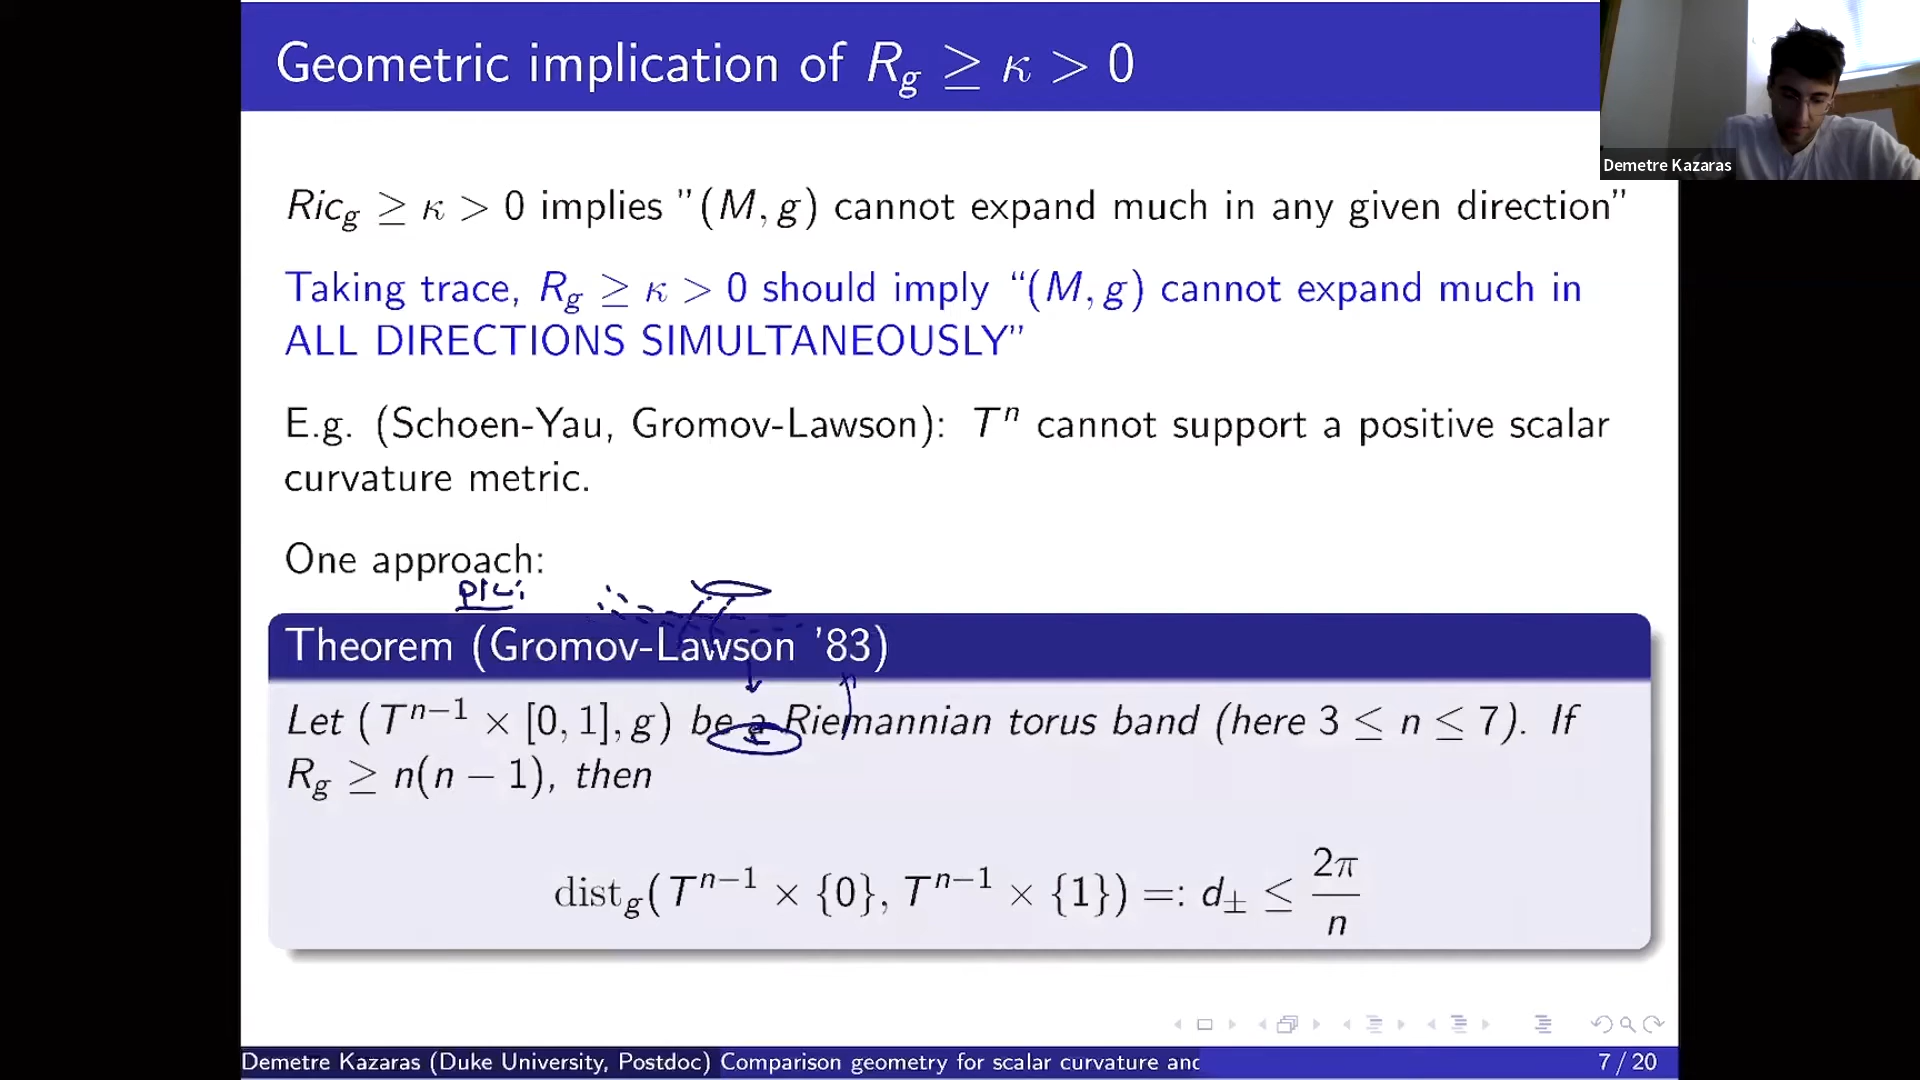 Geometric implication of R_g ≥ κ > 0
Demetre Kazaras
Ric_g ≥ κ > 0 implies "(M, g) cannot expand much in any given direction"
Taking trace, R_g ≥ κ > 0 should imply "(M, g) cannot expand much in
ALL DIRECTIONS SIMULTANEOUSLY"
E.g. (Schoen-Yau, Gromov-Lawson): T^n cannot support a positive scalar
curvature metric.
One approach:
Theorem (Gromov-Lawson '83)
Let (T^{n−1} × [0, 1], g) be a Riemannian torus band (here 3 ≤ n ≤ 7). If
R_g ≥ n(n − 1), then
dist_g(T^{n−1} × {0}, T^{n−1} × {1}) =: d_± ≤ 2π/n
Demetre Kazaras (Duke University, Postdoc) Comparison geometry for scalar curvature and
7 / 20